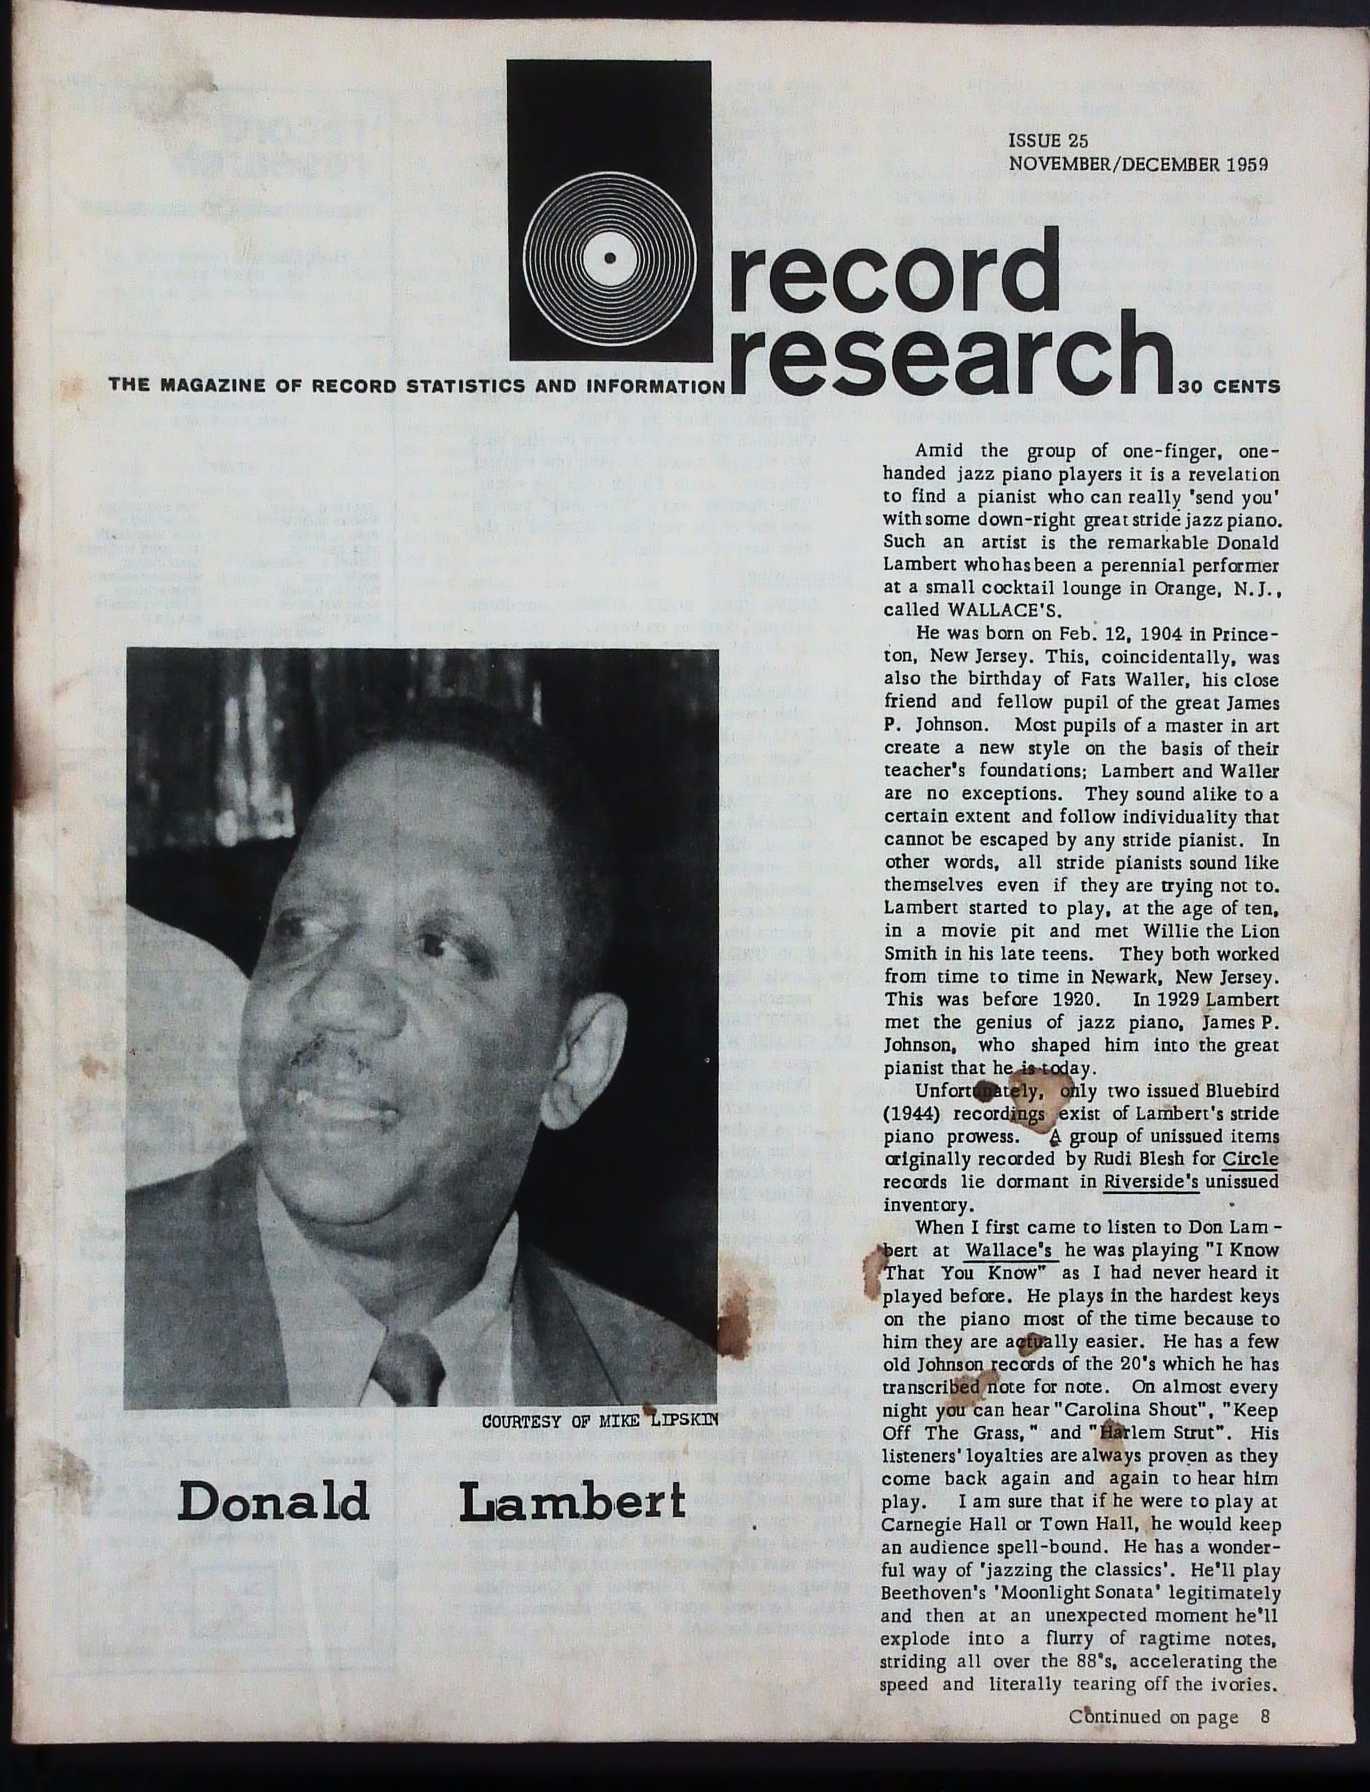 ISSUE 25
NOVEMBER/DECEMBER 1959
record
research
THE MAGAZINE OF RECORD STATISTICS AND INFORMATION
30 CENTS
Amid the group of one-finger, one-
handed jazz piano players it is a revelation
to find a pianist who can really 'send you'
with some down-right great stride jazz piano.
Such an artist is the remarkable Donald
Lambert who has been a perennial performer
at a small cocktail lounge in Orange, N.J.,
called WALLACE'S.
He was born on Feb. 12, 1904 in Prince-
ton, New Jersey. This, coincidentally, was
also the birthday of Fats Waller, his close
friend and fellow pupil of the great James
P. Johnson. Most pupils of a master in art
create a new style on the basis of their
teacher's foundations; Lambert and Waller
are no exceptions. They sound alike to a
certain extent and follow individuality that
cannot be escaped by any stride pianist. In
other words, all stride pianists sound like
themselves even if they are trying not to.
Lambert started to play, at the age of ten,
in a movie pit and met Willie the Lion
Smith in his late teens. They both worked
from time to time in Newark, New Jersey.
This was before 1920. In 1929 Lambert
met the genius of jazz piano, James P.
Johnson, who shaped him into the great
pianist that he is today.
Unfortunately, only two issued Bluebird
(1944) recordings exist of Lambert's stride
piano prowess. A group of unissued items
originally recorded by Rudi Blesh for Circle
records lie dormant in Riverside's unissued
inventory.
When I first came to listen to Don Lam-
bert at Wallace's he was playing "I Know
That You Know" as I had never heard it
played before. He plays in the hardest keys
on the piano most of the time because to
him they are actually easier. He has a few
old Johnson records of the 20's which he has
transcribed note for note. On almost every
night you can hear "Carolina Shout", "Keep
Off The Grass," and "Harlem Strut". His
listeners' loyalties are always proven as they
come back again and again to hear him
play. I am sure that if he were to play at
Carnegie Hall or Town Hall, he would keep
an audience spell-bound. He has a wonder-
ful way of 'jazzing the classics'. He'll play
Beethoven's 'Moonlight Sonata' legitimately
and then at an unexpected moment he'll
explode into a flurry of ragtime notes,
striding all over the 88's, accelerating the
speed and literally tearing off the ivories.
Continued on page 8
COURTESY OF MIKE LIPSKIN
Donald Lambert